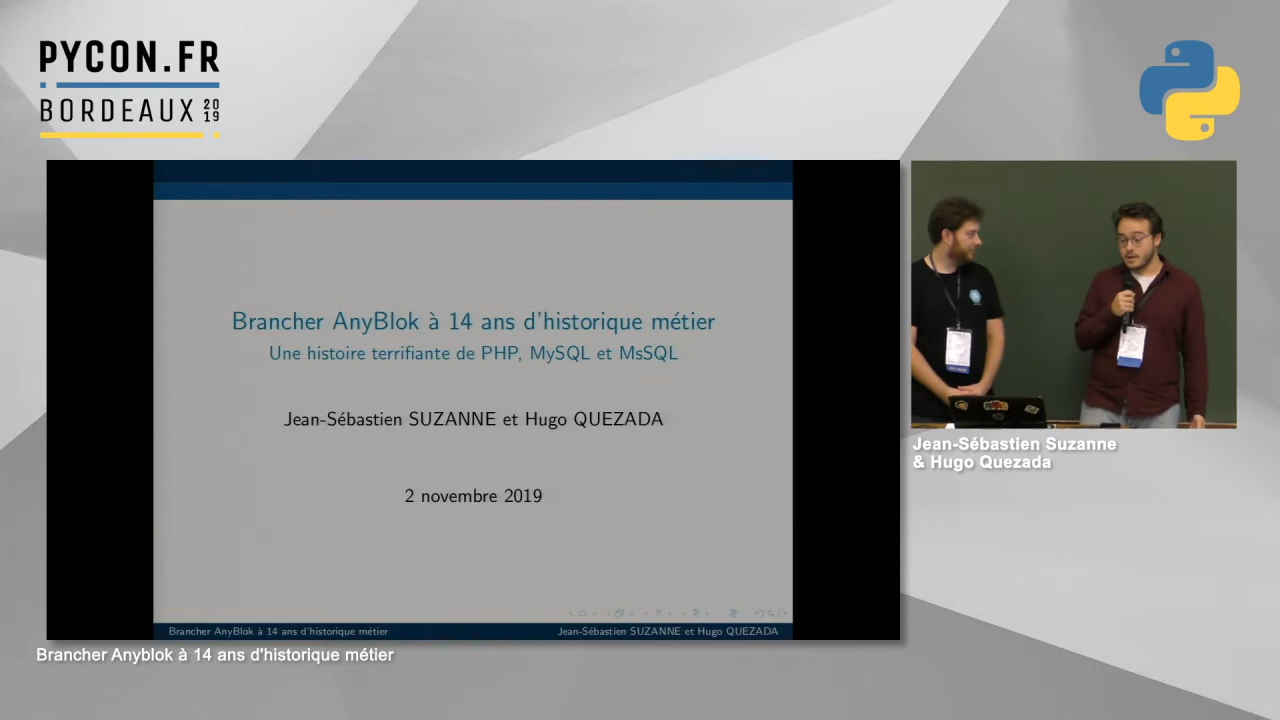 PYCON.FR
BORDEAUX 2019
Brancher AnyBlok à 14 ans d'historique métier
Une histoire terrifiante de PHP, MySQL et MsSQL
Jean-Sébastien SUZANNE et Hugo QUEZADA
2 novembre 2019
Brancher AnyBlok à 14 ans d'historique métier
Jean-Sébastien SUZANNE et Hugo QUEZADA
Jean-Sébastien Suzanne
& Hugo Quezada
Brancher Anyblok à 14 ans d'historique métier